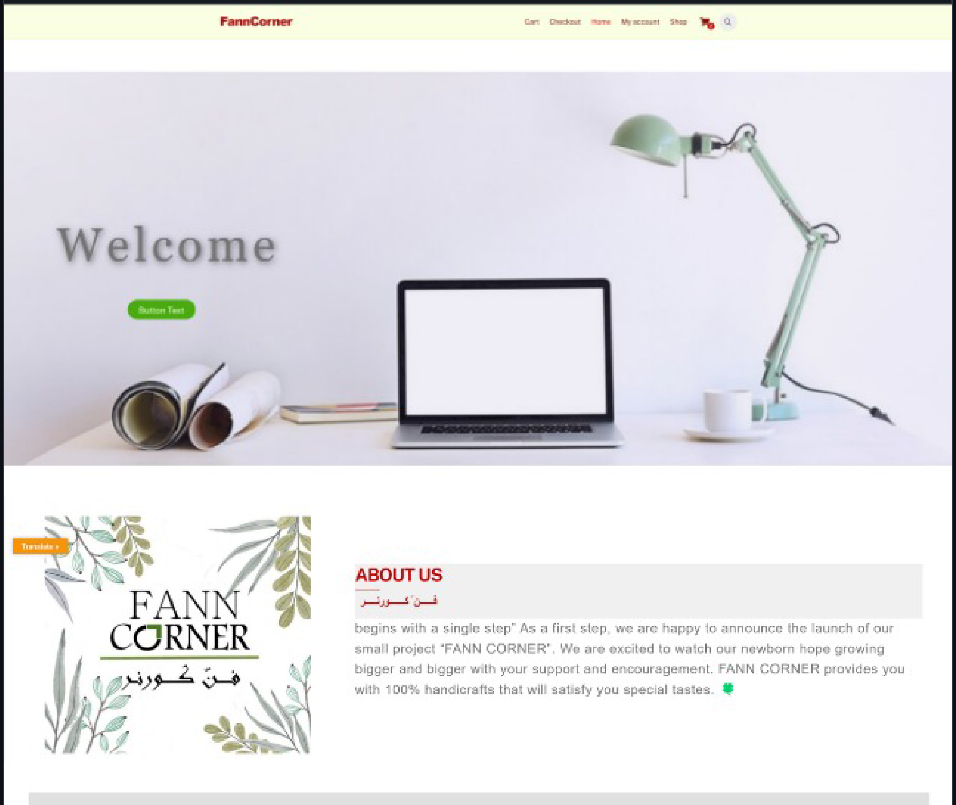 FannCorner
Cart Checkout Home My account Shop
Welcome
Button Text
Translate »
FANN
CORNER
فنّ كورنر
ABOUT US
فــنّ كــورنــر
begins with a single step” As a first step, we are happy to announce the launch of our
small project “FANN CORNER”. We are excited to watch our newborn hope growing
bigger and bigger with your support and encouragement. FANN CORNER provides you
with 100% handicrafts that will satisfy you special tastes.